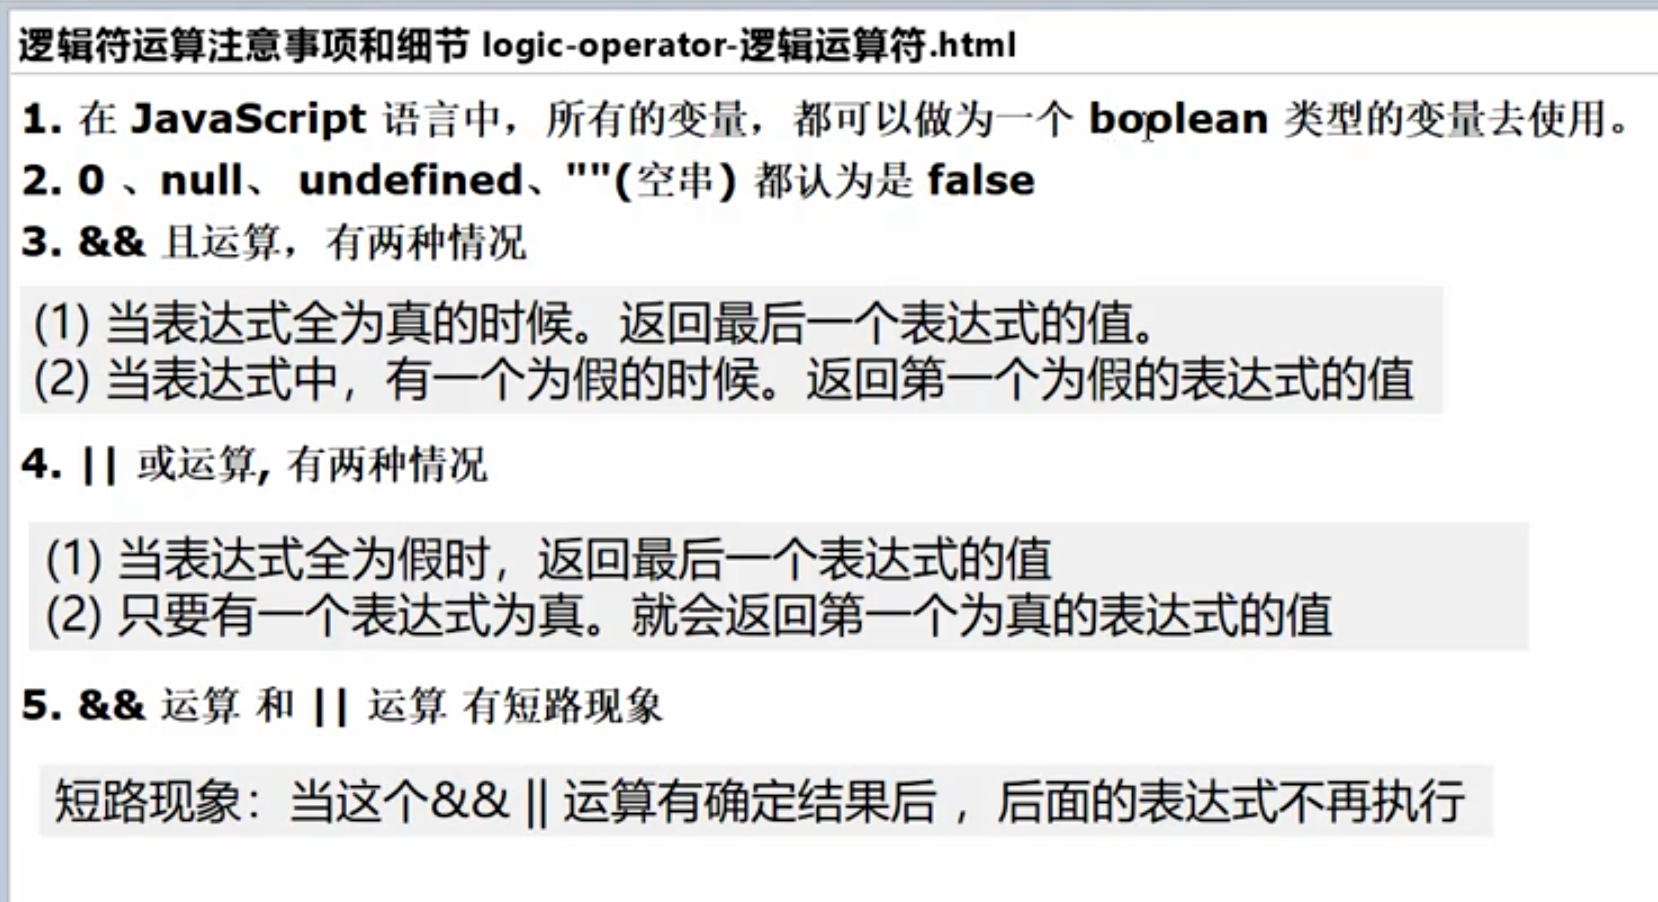 逻辑符运算注意事项和细节 logic-operator-逻辑运算符.html
1. 在 JavaScript 语言中，所有的变量，都可以做为一个 boolean 类型的变量去使用。
2. 0 、null、 undefined、""(空串) 都认为是 false
3. && 且运算，有两种情况
(1) 当表达式全为真的时候。返回最后一个表达式的值。
(2) 当表达式中，有一个为假的时候。返回第一个为假的表达式的值
4. || 或运算, 有两种情况
(1) 当表达式全为假时，返回最后一个表达式的值
(2) 只要有一个表达式为真。就会返回第一个为真的表达式的值
5. && 运算 和 || 运算 有短路现象
短路现象：当这个&& || 运算有确定结果后 ，后面的表达式不再执行